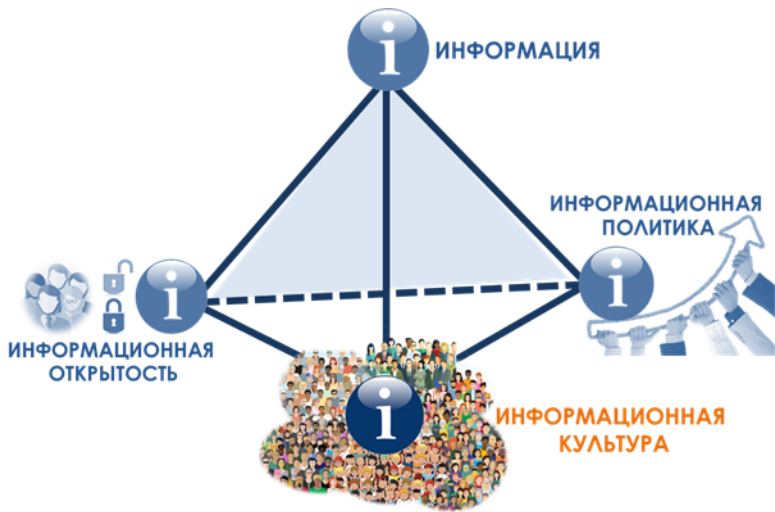 ИНФОРМАЦИЯ
ИНФОРМАЦИОННАЯ
ПОЛИТИКА
ИНФОРМАЦИОННАЯ
ОТКРЫТОСТЬ
ИНФОРМАЦИОННАЯ
КУЛЬТУРА
i
i
i
i